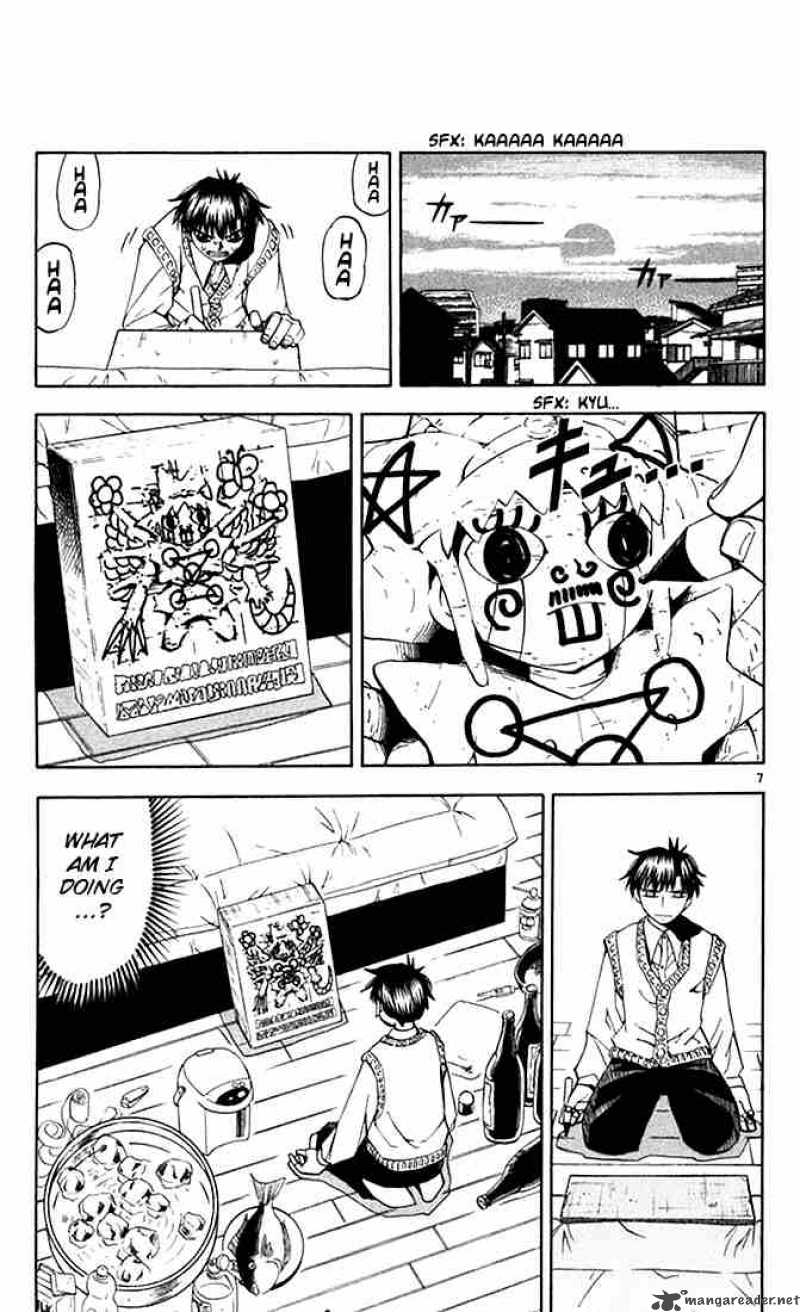 SFX: KAAAAA KAAAAA
カァ——
カァ——
HAA
HAA
HAA
HAA
SFX: KYU...
キュ...
7
WHAT
AM I
DOING
...?
mangareader.net